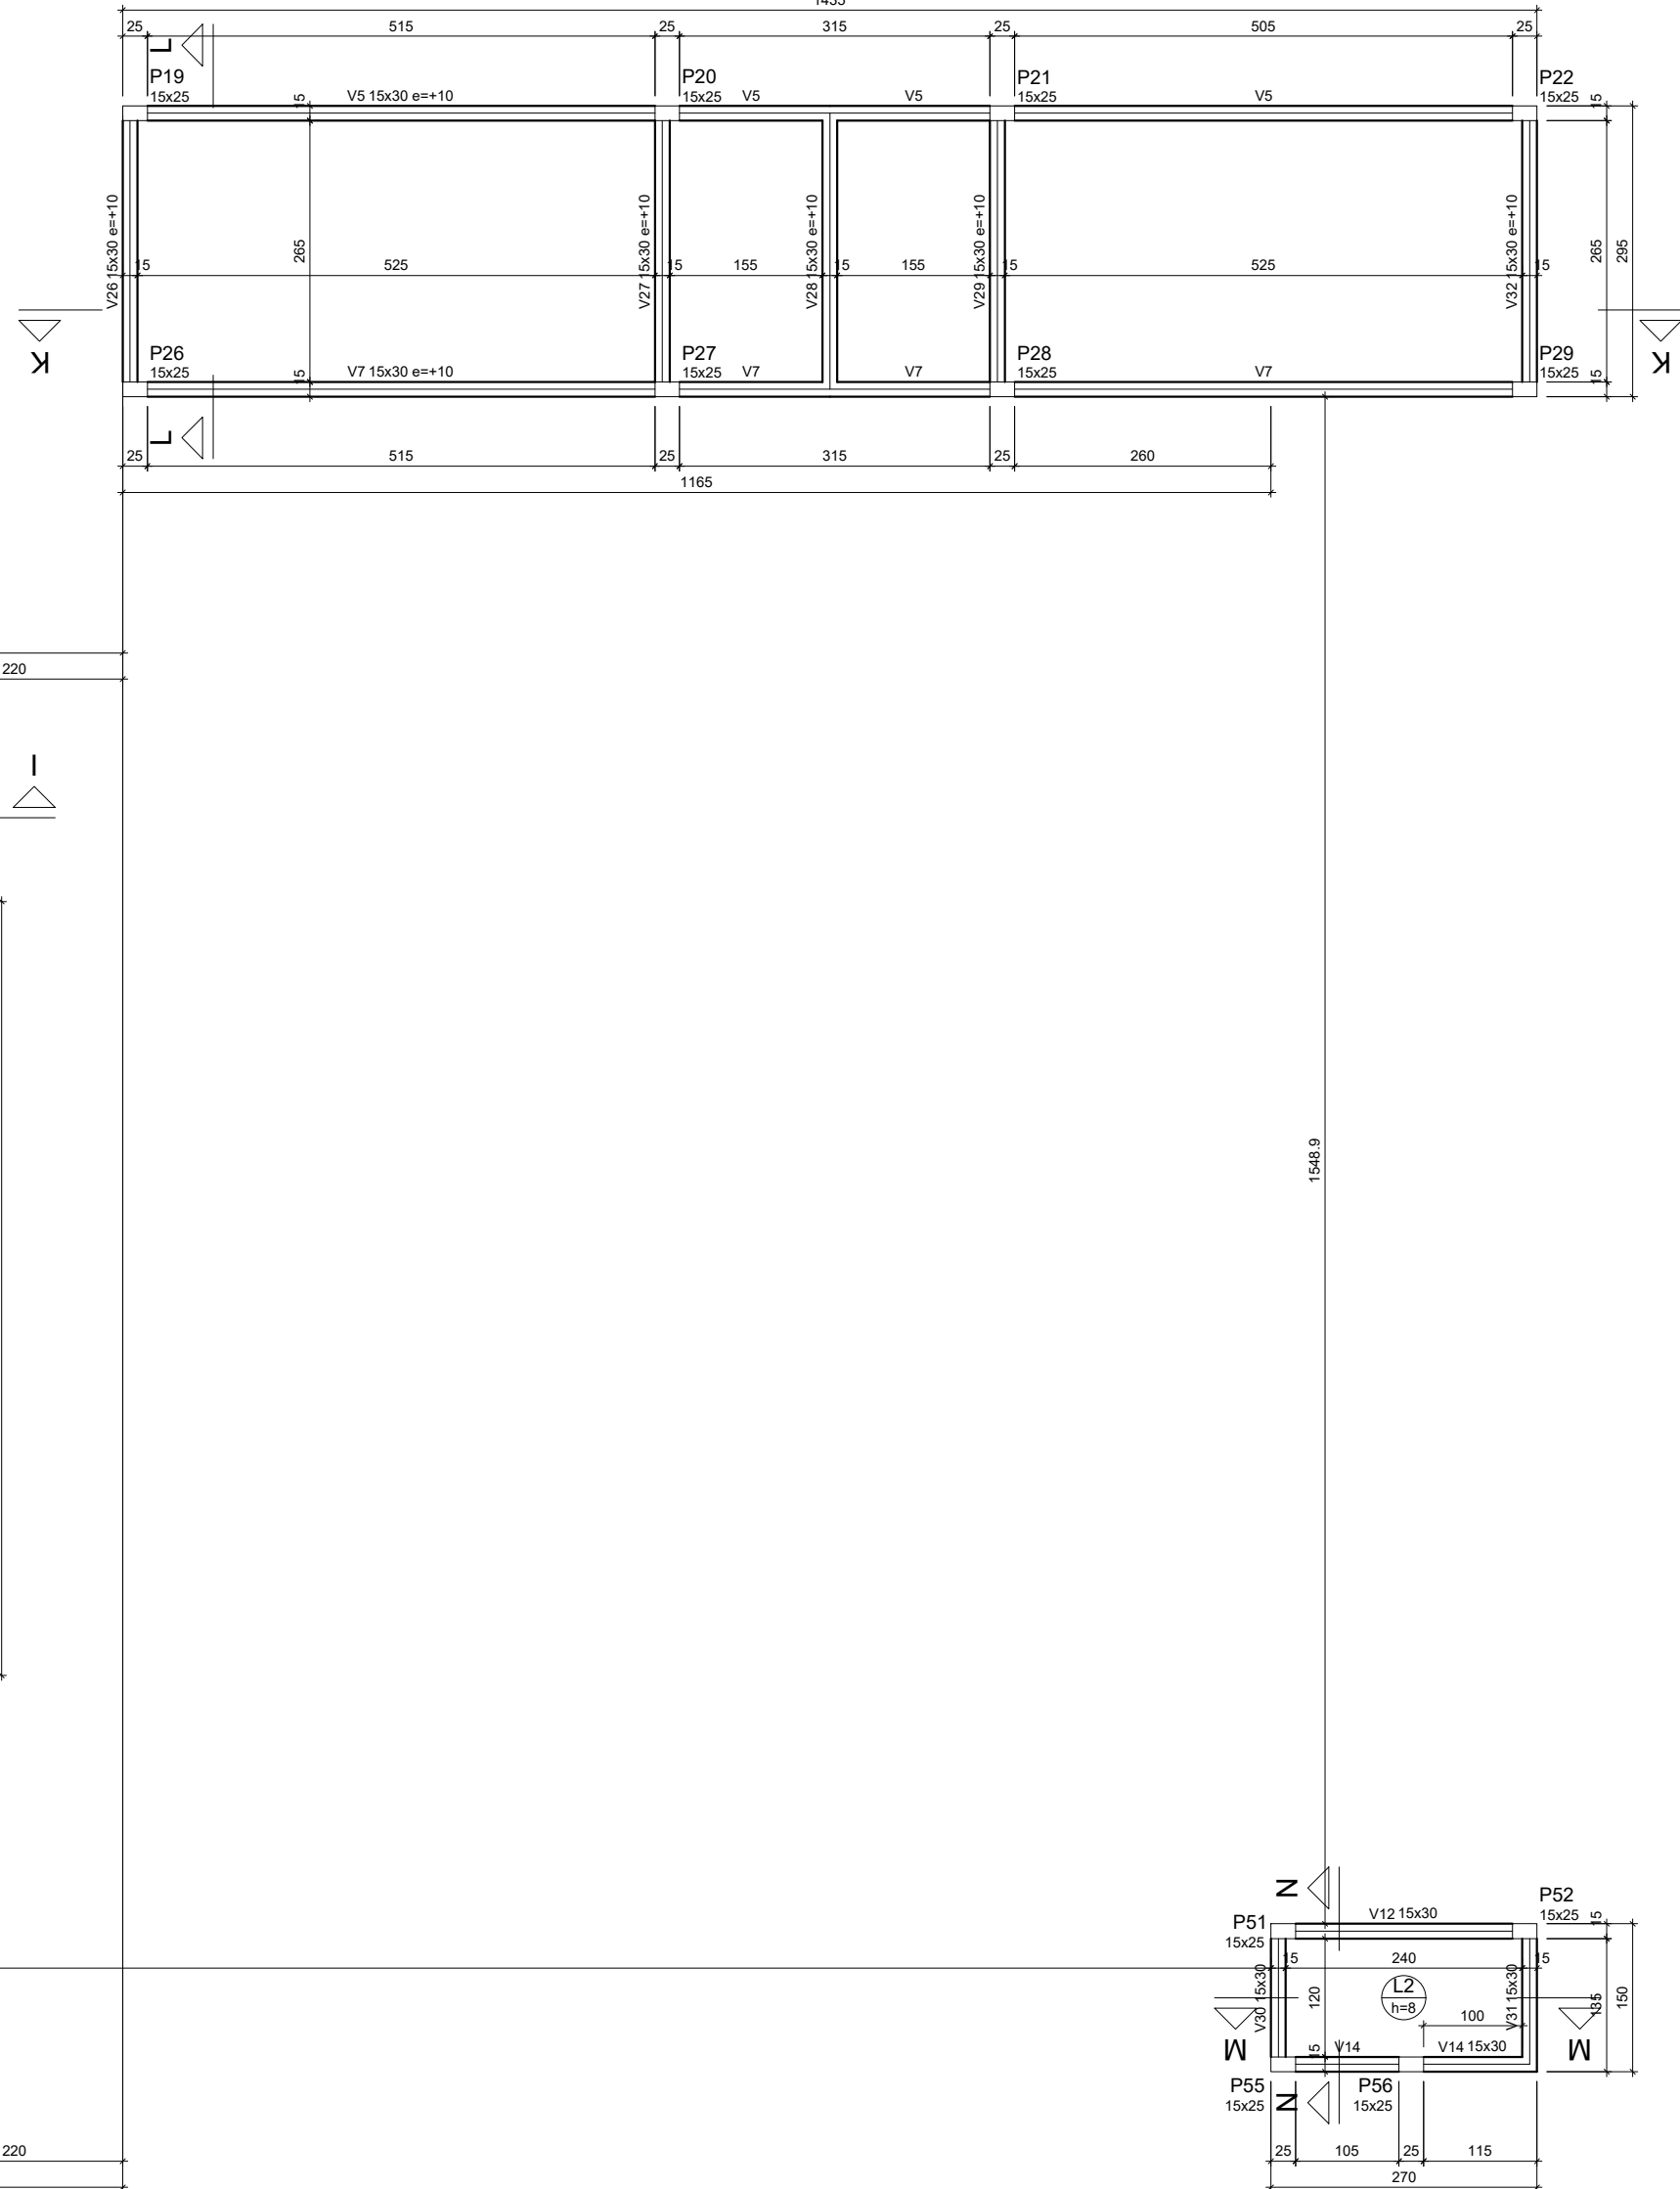 1435
25 515 25 315 25 505 25
L
P19
15x25
V5 15x30 e=+10
15
P20
15x25
V5
V5
P21
15x25
V5
P22
15x25
15
V26 15x30 e=+10
265
V27 15x30 e=+10
V28 15x30 e=+10
V29 15x30 e=+10
V32 15x30 e=+10
265
295
15 525 15 155 15 155 15 525 15
K
K
P26
15x25
V7 15x30 e=+10
15
P27
15x25
V7
V7
P28
15x25
V7
P29
15x25
15
L
25 515 25 315 25 260
1165
220
I
1548.9
N
P51
15x25
V12 15x30
P52
15x25
15
15 240 15
V30 15x30
120
L2
h=8
V31 15x30
135
150
100
M
M
15
V14
V14 15x30
P55
15x25
N
P56
15x25
220
25 105 25 115
270